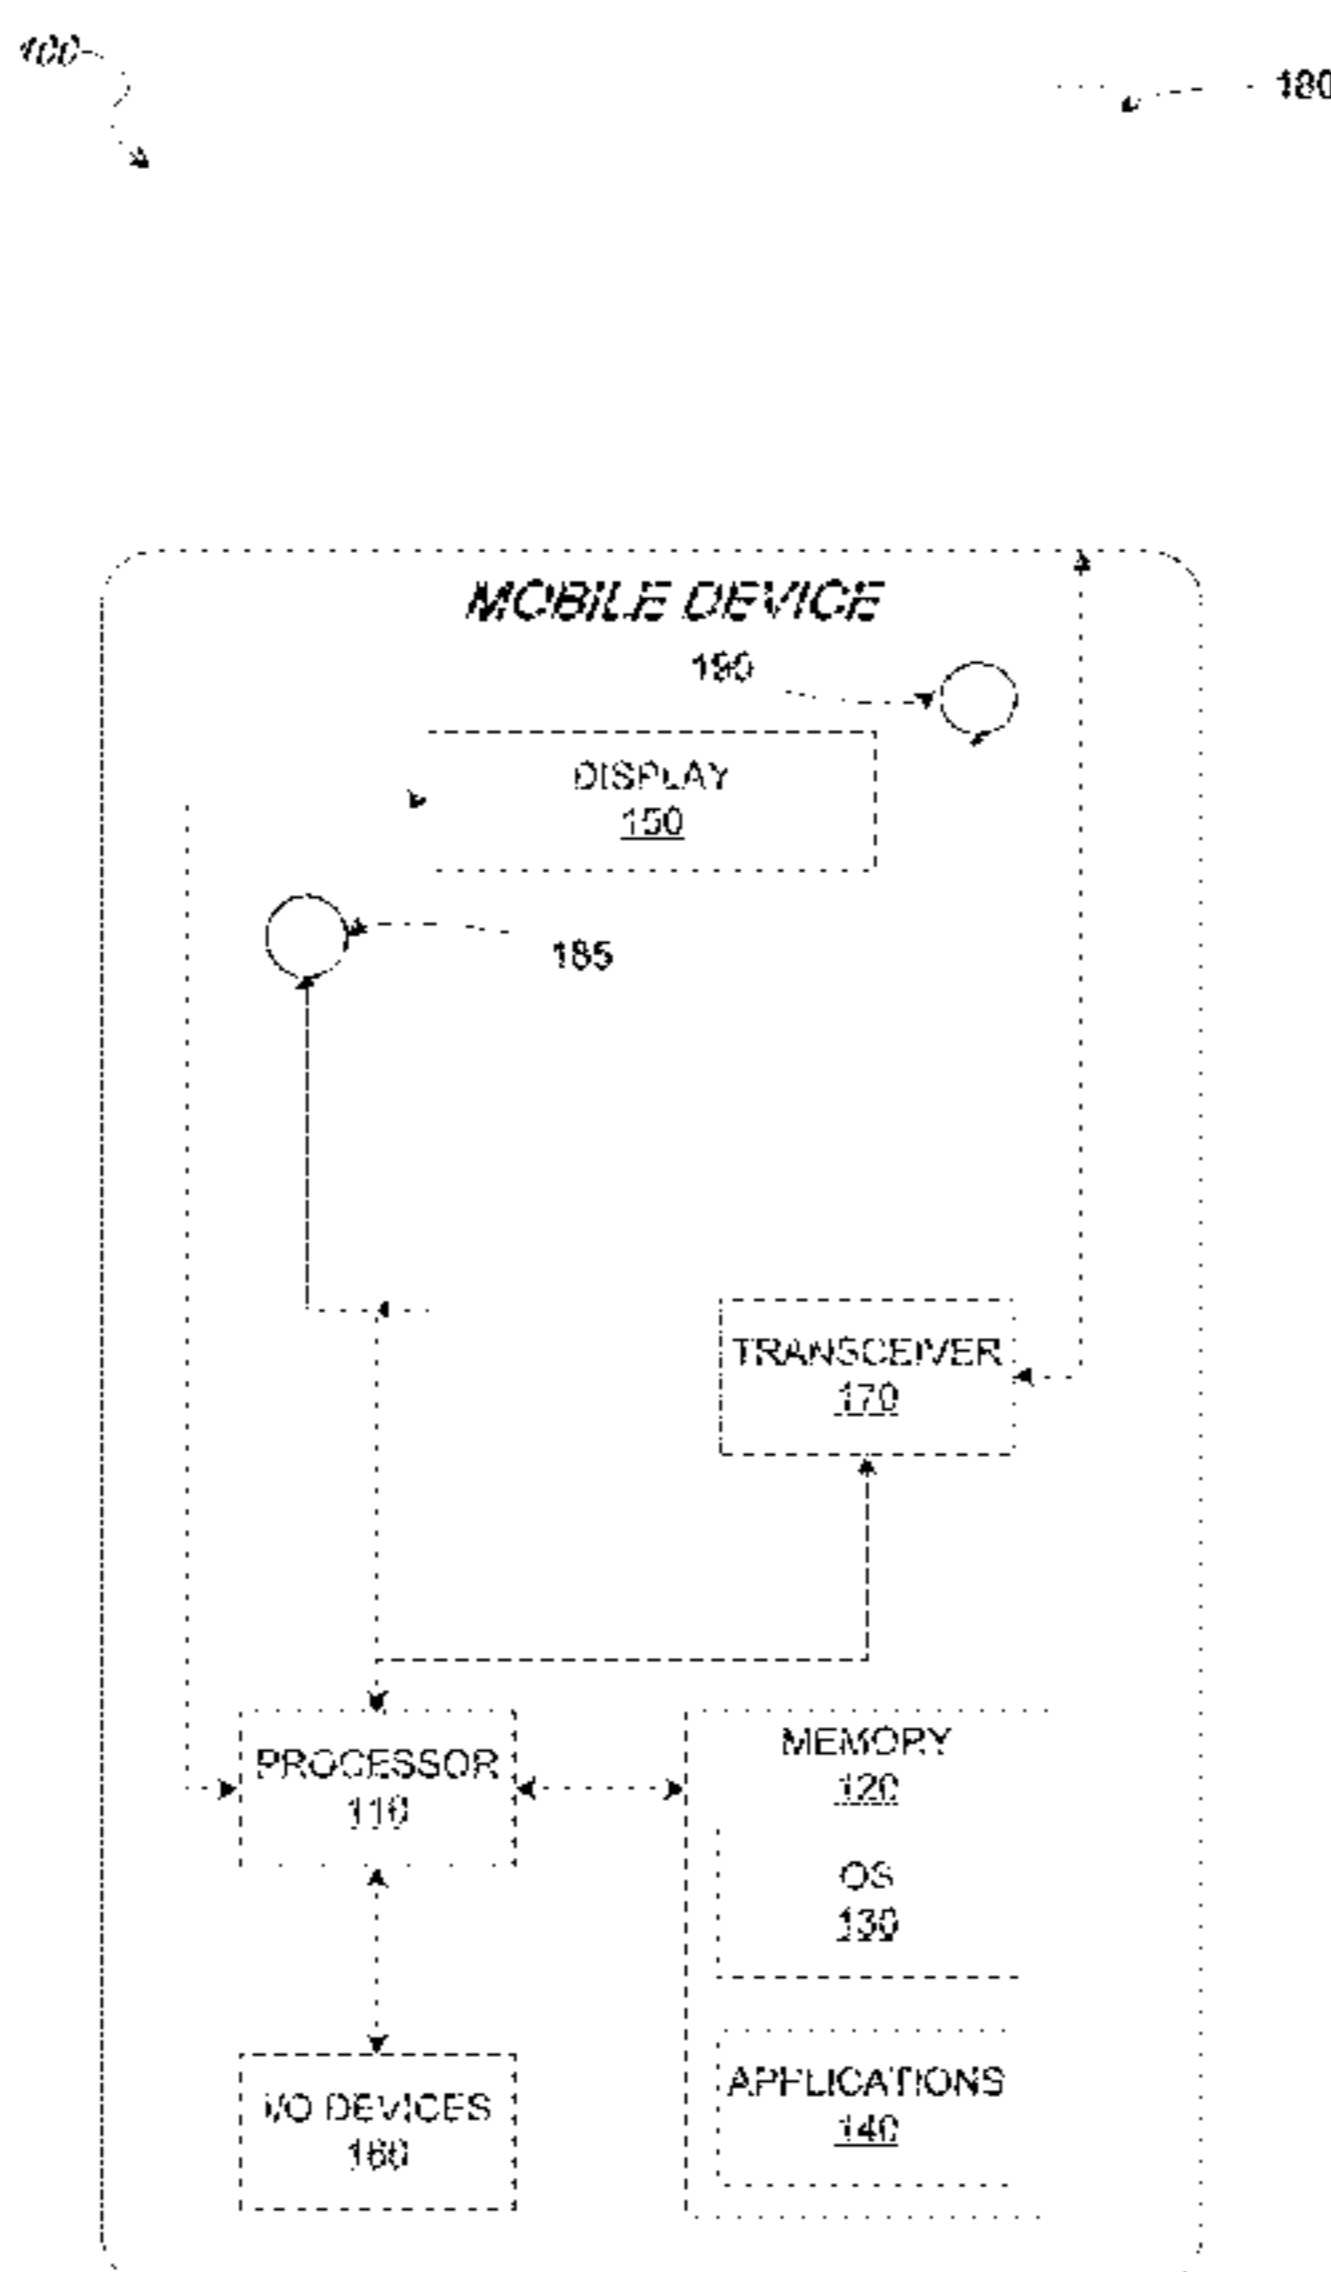 100
180
MOBILE DEVICE
190
DISPLAY
150
185
TRANSCEIVER
170
PROCESSOR
110
MEMORY
120
OS
130
APPLICATIONS
140
I/O DEVICES
160